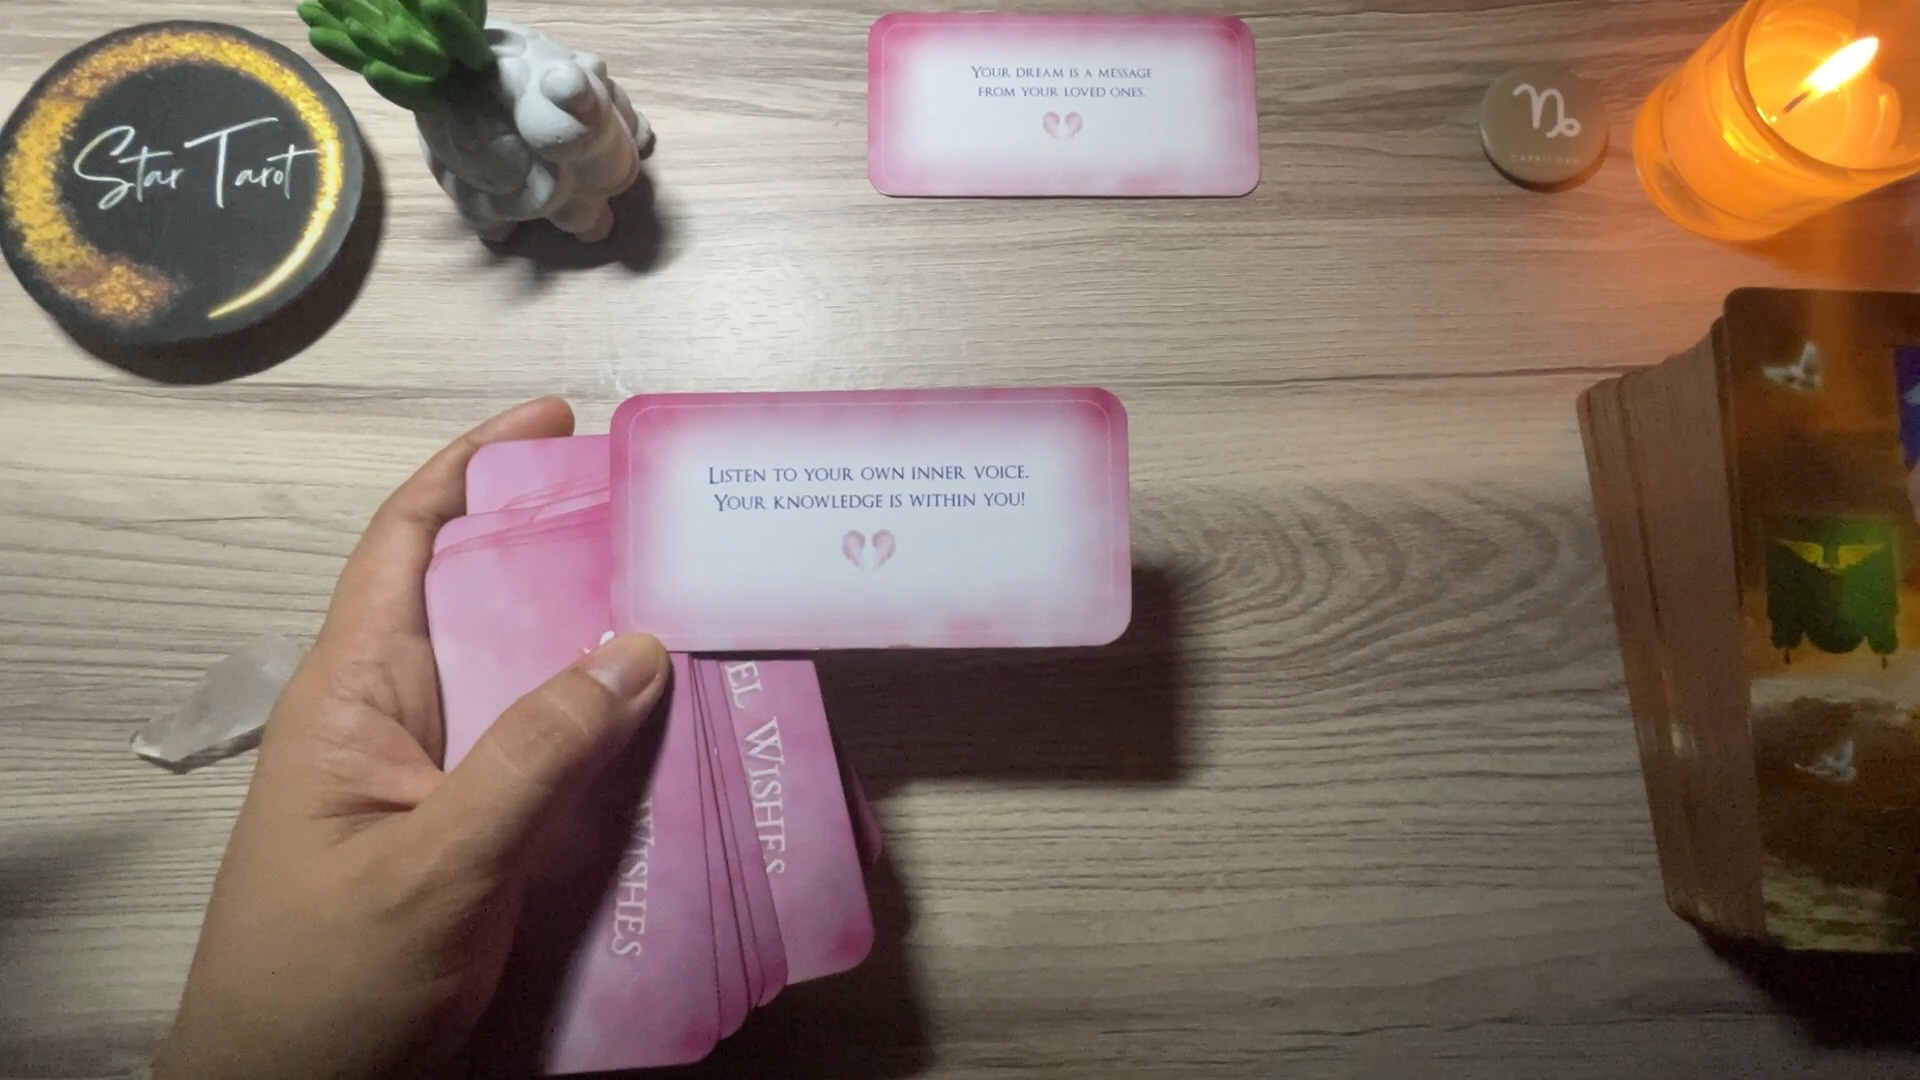 Star Tarot
YOUR DREAM IS A MESSAGE
FROM YOUR LOVED ONES.
CAPRICORN
LISTEN TO YOUR OWN INNER VOICE.
YOUR KNOWLEDGE IS WITHIN YOU!
WISHES
WISHES